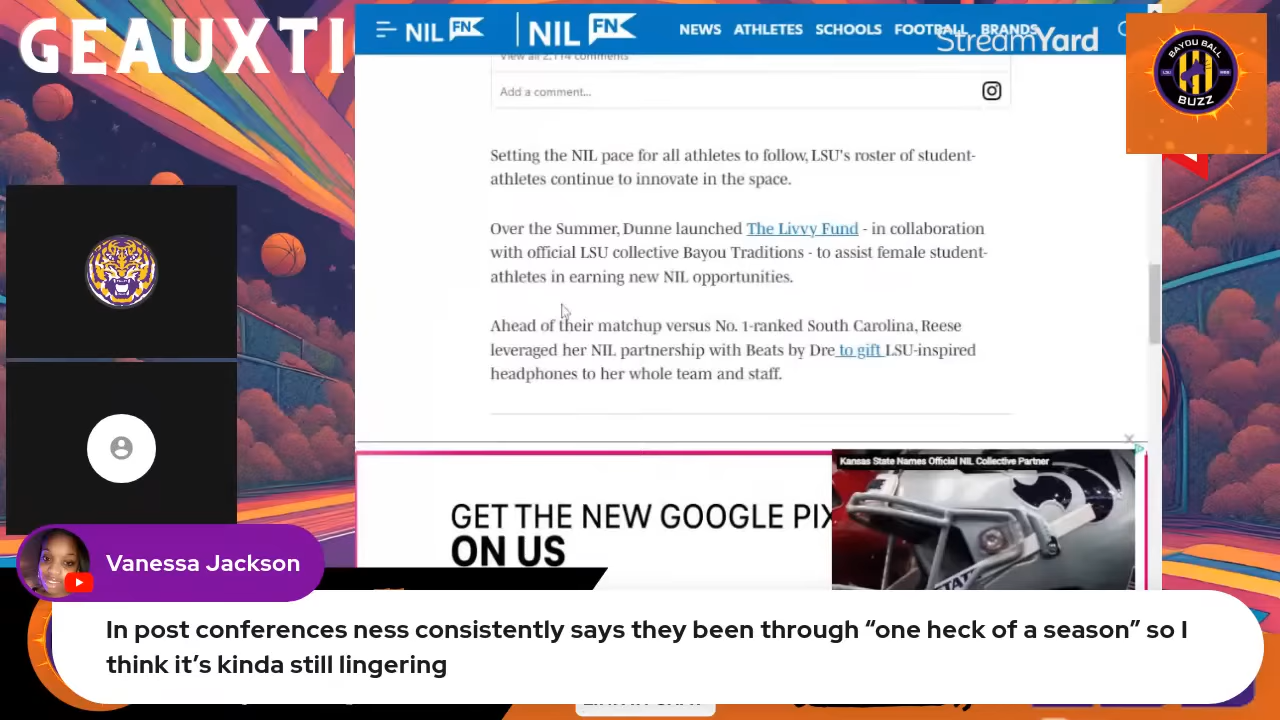 GEAUXTI
NIL FN
NIL FN
NEWS ATHLETES SCHOOLS FOOTBALL BRANDS
StreamYard
BAYOU BALL
BUZZ
View all 2,114 comments
Add a comment...
Setting the NIL pace for all athletes to follow, LSU's roster of student-
athletes continue to innovate in the space.
Over the Summer, Dunne launched The Livvy Fund - in collaboration
with official LSU collective Bayou Traditions - to assist female student-
athletes in earning new NIL opportunities.
Ahead of their matchup versus No. 1-ranked South Carolina, Reese
leveraged her NIL partnership with Beats by Dre to gift LSU-inspired
headphones to her whole team and staff.
Kansas State Names Official NIL Collective Partner
GET THE NEW GOOGLE PIX
ON US
Vanessa Jackson
In post conferences ness consistently says they been through “one heck of a season” so I
think it’s kinda still lingering